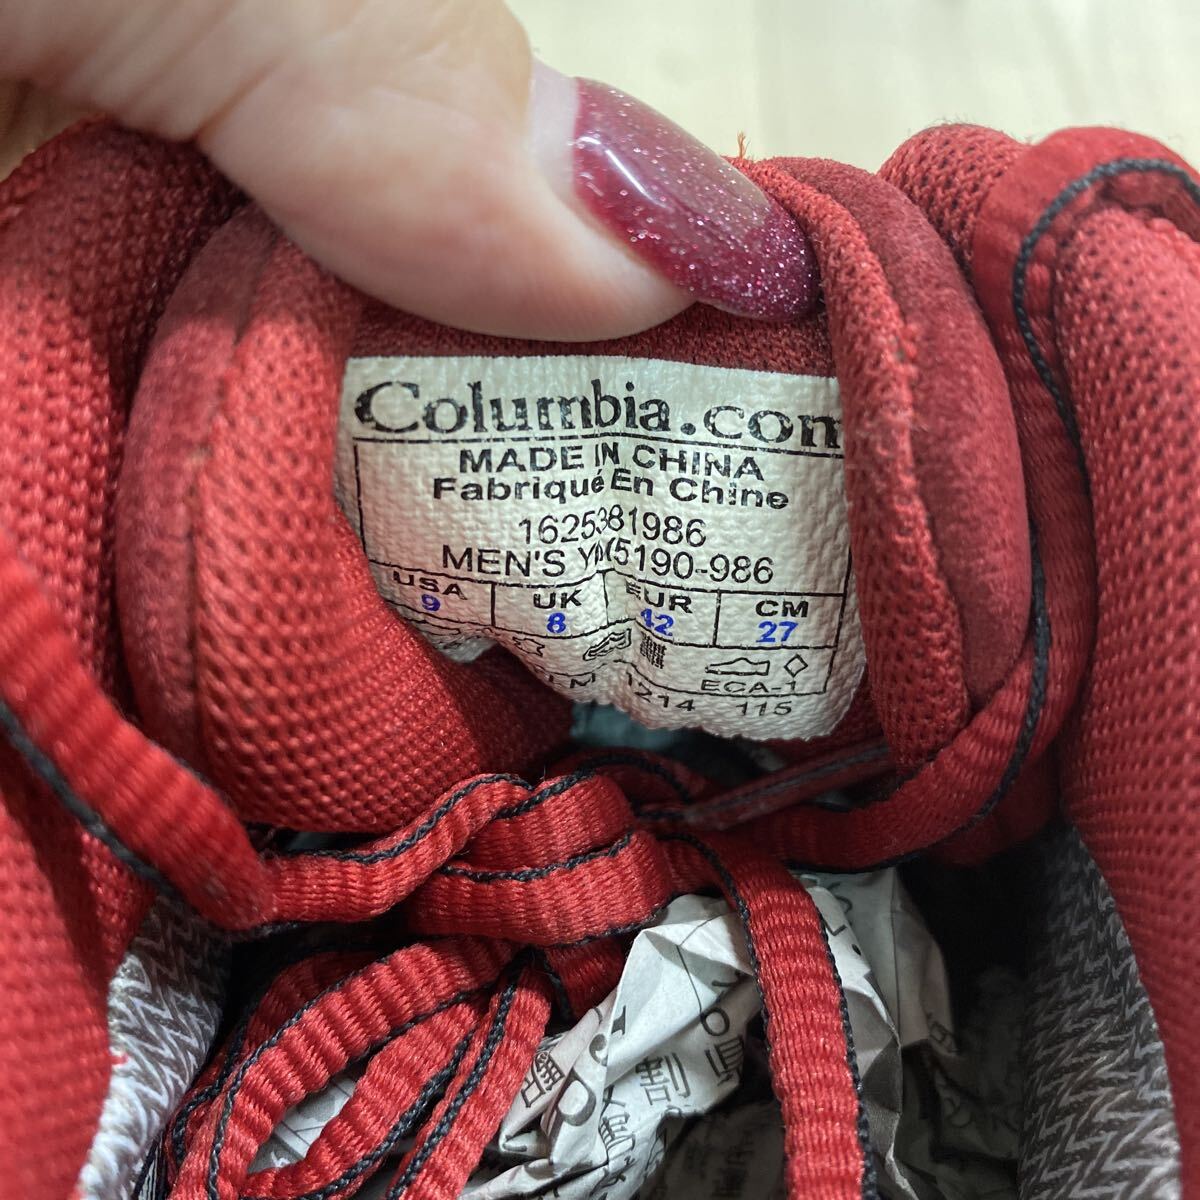 Columbia.com
MADE IN CHINA
Fabriqué En Chine
1625381986
MEN'S 5190-986
USA UK EUR CM
9 8 42 27
ECA-1
1214 115